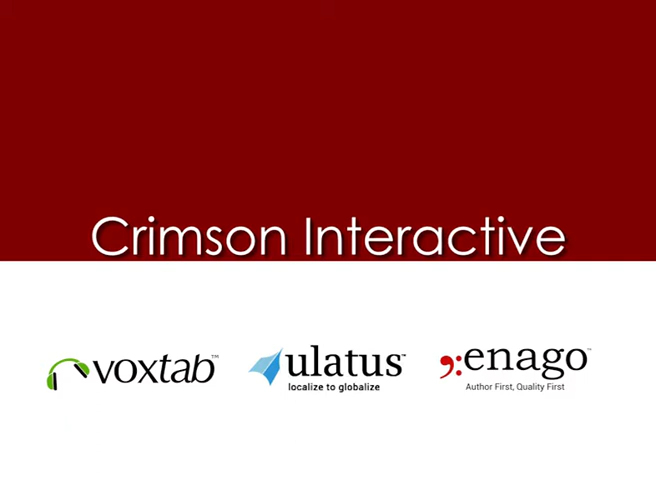 Crimson Interactive
voxtab™
ulatus™
localize to globalize
enago™
Author First, Quality First